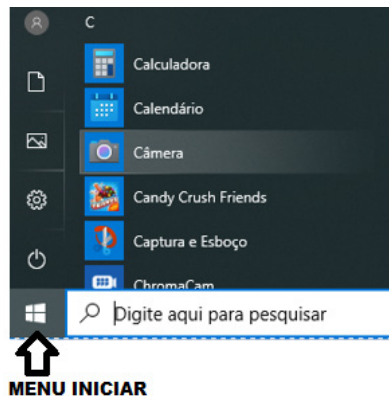 C
Calculadora
Calendário
Câmera
Candy Crush Friends
Captura e Esboço
ChromaCam
Digite aqui para pesquisar
MENU INICIAR